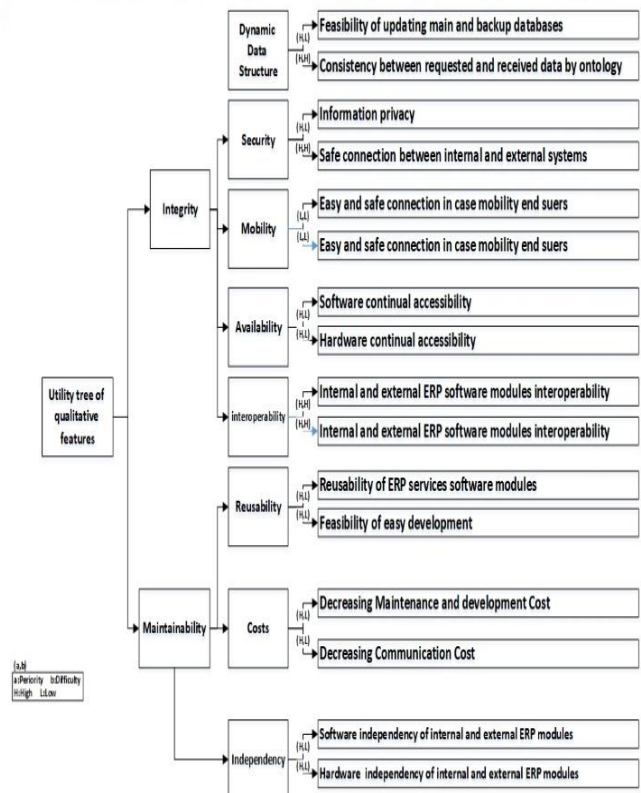 Dynamic
Data
Structure
(H,L)
Feasibility of updating main and backup databases
(H,H)
Consistency between requested and received data by ontology
Security
(H,L)
Information privacy
(H,H)
Safe connection between internal and external systems
Integrity
Mobility
(L,L)
Easy and safe connection in case mobility end suers
(L,L)
Easy and safe connection in case mobility end suers
Availability
(H,L)
Software continual accessibility
(H,L)
Hardware continual accessibility
Utility tree of
qualitative
features
interoperability
(H,H)
Internal and external ERP software modules interoperability
(H,H)
Internal and external ERP software modules interoperability
Reusability
(H,L)
Reusability of ERP services software modules
(H,L)
Feasibility of easy development
Maintainability
Costs
(H,L)
Decreasing Maintenance and development Cost
(H,L)
Decreasing Communication Cost
(a,b)
a:Periority b:Difficulty
H:High L:Low
Independency
(H,L)
Software independency of internal and external ERP modules
(H,L)
Hardware independency of internal and external ERP modules